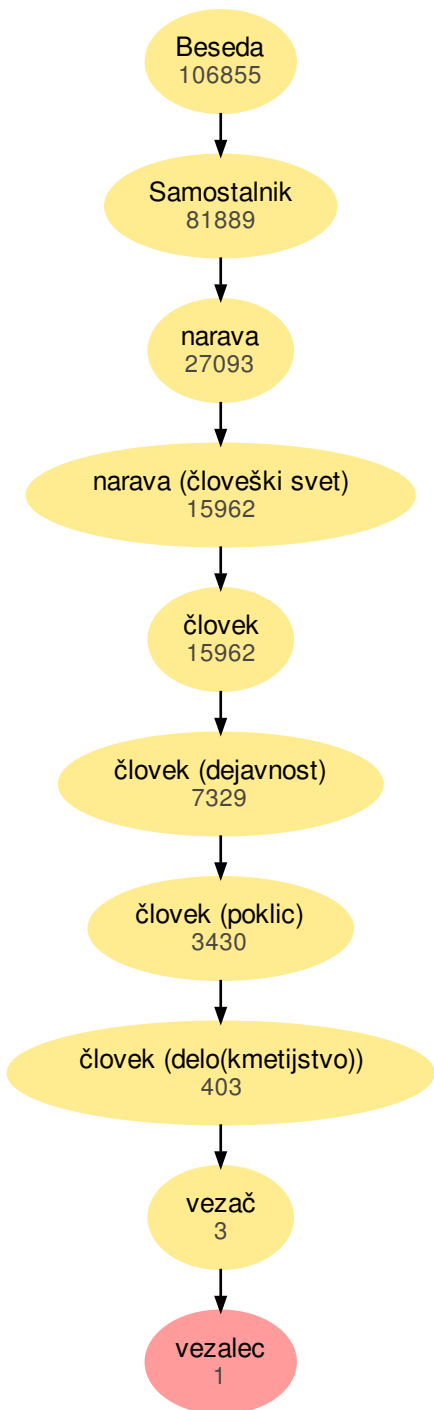 Beseda
106855
Samostalnik
81889
narava
27093
narava (človeški svet)
15962
človek
15962
človek (dejavnost)
7329
človek (poklic)
3430
človek (delo(kmetijstvo))
403
vezač
3
vezalec
1